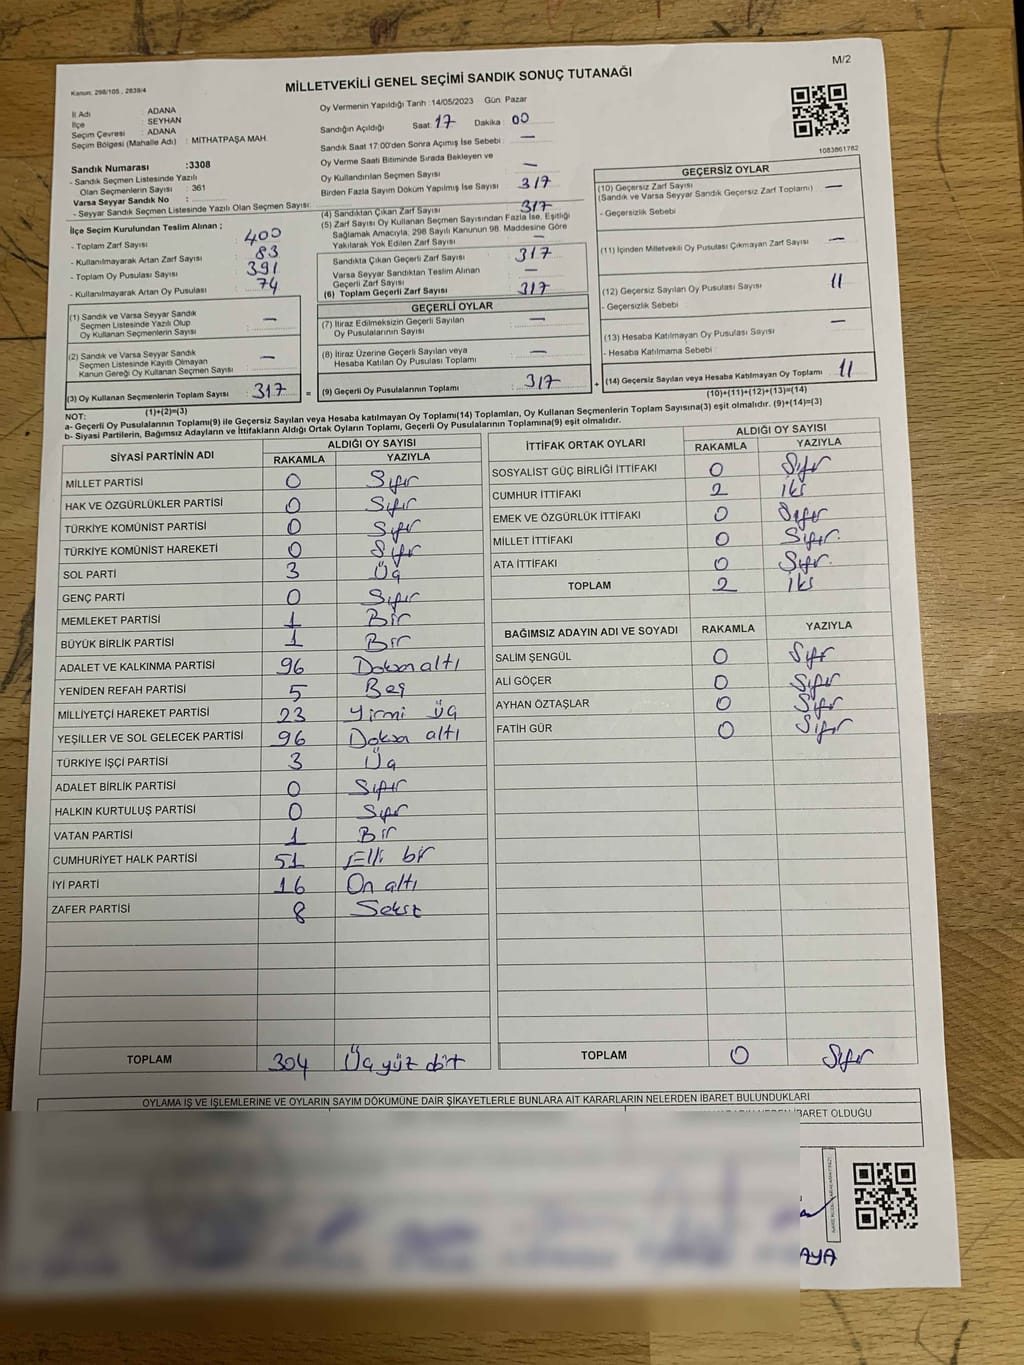 M/2
Kanun: 298/105 , 2839/4
MİLLETVEKİLİ GENEL SEÇİMİ SANDIK SONUÇ TUTANAĞI
İl Adı : ADANA
İlçe : SEYHAN
Seçim Çevresi : ADANA
Seçim Bölgesi (Mahalle Adı) : MİTHATPAŞA MAH.
Oy Vermenin Yapıldığı Tarih :14/05/2023 Gün: Pazar
Sandığın Açıldığı Saat: 17 Dakika : 00
Sandık Saat 17:00'den Sonra Açılmış İse Sebebi : —
Oy Verme Saati Bitiminde Sırada Bekleyen ve
Oy Kullandırılan Seçmen Sayısı : —
Birden Fazla Sayım Döküm Yapılmış İse Sayısı 317
1083861782
Sandık Numarası :3308
- Sandık Seçmen Listesinde Yazılı
Olan Seçmenlerin Sayısı : 361
Varsa Seyyar Sandık No :
- Seyyar Sandık Seçmen Listesinde Yazılı Olan Seçmen Sayısı:
İlçe Seçim Kurulundan Teslim Alınan ;
- Toplam Zarf Sayısı : 400
- Kullanılmayarak Artan Zarf Sayısı : 83
- Toplam Oy Pusulası Sayısı : 391
- Kullanılmayarak Artan Oy Pusulası : 74
(1) Sandık ve Varsa Seyyar Sandık
Seçmen Listesinde Yazılı Olup
Oy Kullanan Seçmenlerin Sayısı : —
(2) Sandık ve Varsa Seyyar Sandık
Seçmen Listesinde Kayıtlı Olmayan
Kanun Gereği Oy Kullanan Seçmen Sayısı : —
(3) Oy Kullanan Seçmenlerin Toplam Sayısı : 317 =
(1)+(2)=(3)
(4) Sandıktan Çıkan Zarf Sayısı 317
(5) Zarf Sayısı Oy Kullanan Seçmen Sayısından Fazla İse, Eşitliği
Sağlamak Amacıyla, 298 Sayılı Kanunun 98. Maddesine Göre
Yakılarak Yok Edilen Zarf Sayısı —
Sandıkta Çıkan Geçerli Zarf Sayısı 317
Varsa Seyyar Sandıktan Teslim Alınan
Geçerli Zarf Sayısı —
(6) Toplam Geçerli Zarf Sayısı 317
GEÇERLİ OYLAR
(7) İtiraz Edilmeksizin Geçerli Sayılan
Oy Pusulalarının Sayısı —
(8) İtiraz Üzerine Geçerli Sayılan veya
Hesaba Katılan Oy Pusulası Toplamı —
(9) Geçerli Oy Pusulalarının Toplamı : 317 +
GEÇERSİZ OYLAR
(10) Geçersiz Zarf Sayısı
(Sandık ve Varsa Seyyar Sandık Geçersiz Zarf Toplamı) —
- Geçersizlik Sebebi
(11) İçinden Milletvekili Oy Pusulası Çıkmayan Zarf Sayısı —
(12) Geçersiz Sayılan Oy Pusulası Sayısı 11
- Geçersizlik Sebebi
(13) Hesaba Katılmayan Oy Pusulası Sayısı —
- Hesaba Katılmama Sebebi
(14) Geçersiz Sayılan veya Hesaba Katılmayan Oy Toplamı 11
(10)+(11)+(12)+(13)=(14)
NOT:
a- Geçerli Oy Pusulalarının Toplamı(9) ile Geçersiz Sayılan veya Hesaba katılmayan Oy Toplamı(14) Toplamları, Oy Kullanan Seçmenlerin Toplam Sayısına(3) eşit olmalıdır. (9)+(14)=(3)
b- Siyasi Partilerin, Bağımsız Adayların ve İttifakların Aldığı Ortak Oyların Toplamı, Geçerli Oy Pusulalarının Toplamına(9) eşit olmalıdır.
SİYASİ PARTİNİN ADI ALDIĞI OY SAYISI
RAKAMLA YAZIYLA
MİLLET PARTİSİ 0 Sıfır
HAK VE ÖZGÜRLÜKLER PARTİSİ 0 Sıfır
TÜRKİYE KOMÜNİST PARTİSİ 0 Sıfır
TÜRKİYE KOMÜNİST HAREKETİ 0 Sıfır
SOL PARTİ 3 Üç
GENÇ PARTİ 0 Sıfır
MEMLEKET PARTİSİ 1 Bir
BÜYÜK BİRLİK PARTİSİ 1 Bir
ADALET VE KALKINMA PARTİSİ 96 Doksan altı
YENİDEN REFAH PARTİSİ 5 Beş
MİLLİYETÇİ HAREKET PARTİSİ 23 Yirmi üç
YEŞİLLER VE SOL GELECEK PARTİSİ 96 Doksan altı
TÜRKİYE İŞÇİ PARTİSİ 3 Üç
ADALET BİRLİK PARTİSİ 0 Sıfır
HALKIN KURTULUŞ PARTİSİ 0 Sıfır
VATAN PARTİSİ 1 Bir
CUMHURİYET HALK PARTİSİ 51 Elli bir
İYİ PARTİ 16 On altı
ZAFER PARTİSİ 8 Sekiz
TOPLAM 304 Üç yüz dört
İTTİFAK ORTAK OYLARI ALDIĞI OY SAYISI
RAKAMLA YAZIYLA
SOSYALİST GÜÇ BİRLİĞİ İTTİFAKI 0 Sıfır
CUMHUR İTTİFAKI 2 iki
EMEK VE ÖZGÜRLÜK İTTİFAKI 0 Sıfır
MİLLET İTTİFAKI 0 Sıfır.
ATA İTTİFAKI 0 Sıfır.
TOPLAM 2 iki
BAĞIMSIZ ADAYIN ADI VE SOYADI RAKAMLA YAZIYLA
SALİM ŞENGÜL 0 Sıfır
ALİ GÖÇER 0 Sıfır
AYHAN ÖZTAŞLAR 0 Sıfır
FATİH GÜR 0 Sıfır
TOPLAM 0 Sıfır
OYLAMA İŞ VE İŞLEMLERİNE VE OYLARIN SAYIM DÖKÜMÜNE DAİR ŞİKAYETLERLE BUNLARA AİT KARARLARIN NELERDEN İBARET BULUNDUKLARI
İBARET OLDUĞU
AYA